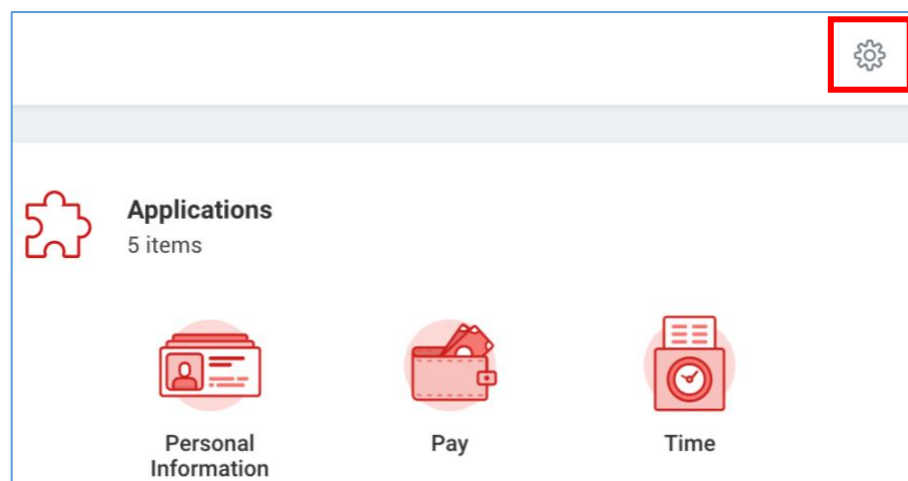 Applications
5 items
Personal
Information
Pay
Time